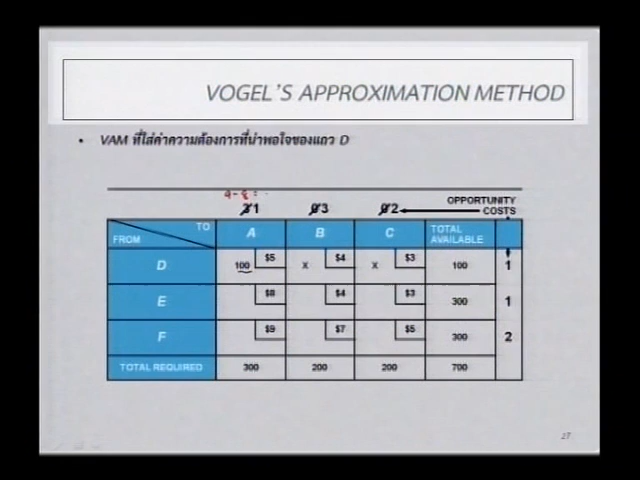 VOGEL'S APPROXIMATION METHOD
• VAM ที่ใส่ค่าความต้องการที่น่าพอใจของแถว D
3 1 0 3 0 2 OPPORTUNITY COSTS
TO
FROM A B C TOTAL AVAILABLE
D 100 $5 X $4 X $3 100 1
E $8 $4 $3 300 1
F $9 $7 $5 300 2
TOTAL REQUIRED 300 200 200 700
27